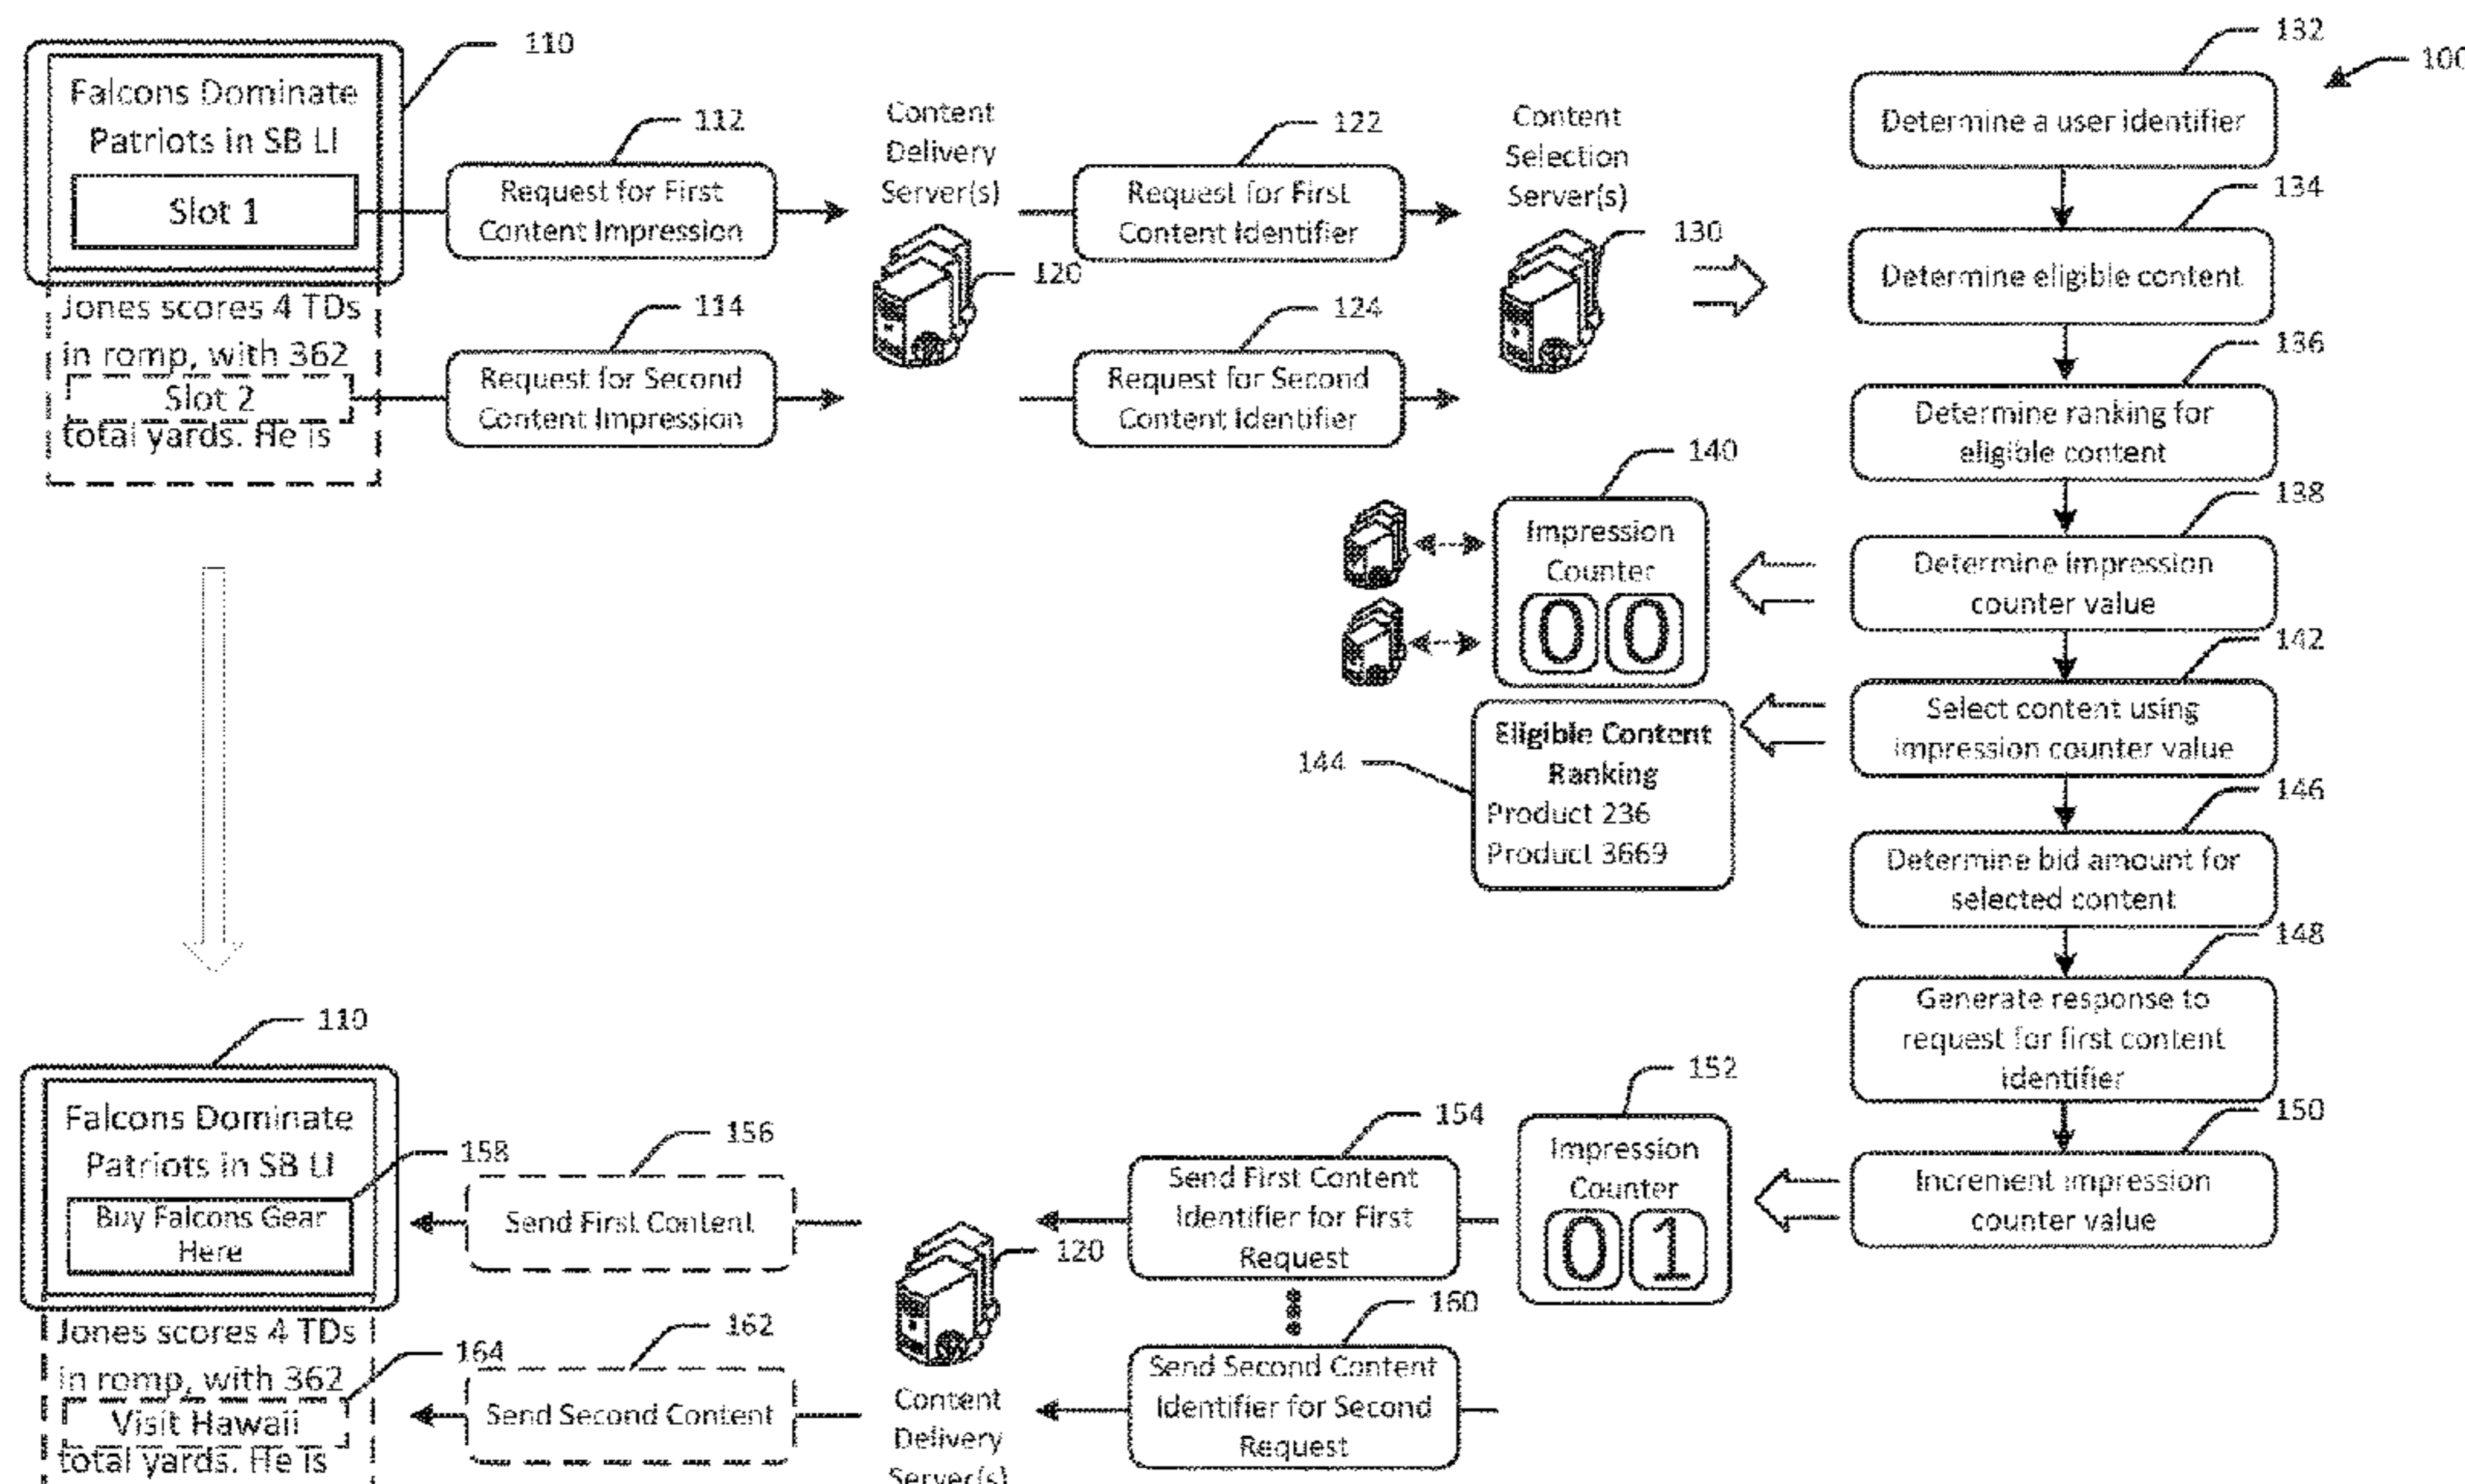 110
Falcons Dominate
Patriots in SB LI
Slot 1
Jones scores 4 TDs
in romp, with 362
Slot 2
total yards. He is
112
Request for First
Content Impression
114
Request for Second
Content Impression
Content
Delivery
Server(s)
120
122
Request for First
Content Identifier
124
Request for Second
Content Identifier
Content
Selection
Server(s)
130
100
132
Determine a user identifier
134
Determine eligible content
136
Determine ranking for
eligible content
138
Determine impression
counter value
140
Impression
Counter
00
142
Select content using
impression counter value
144
Eligible Content
Ranking
Product 236
Product 3669
146
Determine bid amount for
selected content
148
Generate response to
request for first content
identifier
150
Increment impression
counter value
152
Impression
Counter
01
154
Send First Content
Identifier for First
Request
160
Send Second Content
Identifier for Second
Request
120
Content
Delivery
Server(s)
156
Send First Content
162
Send Second Content
110
Falcons Dominate
Patriots in SB LI
158
Buy Falcons Gear
Here
Jones scores 4 TDs
164
in romp, with 362
Visit Hawaii
total yards. He is